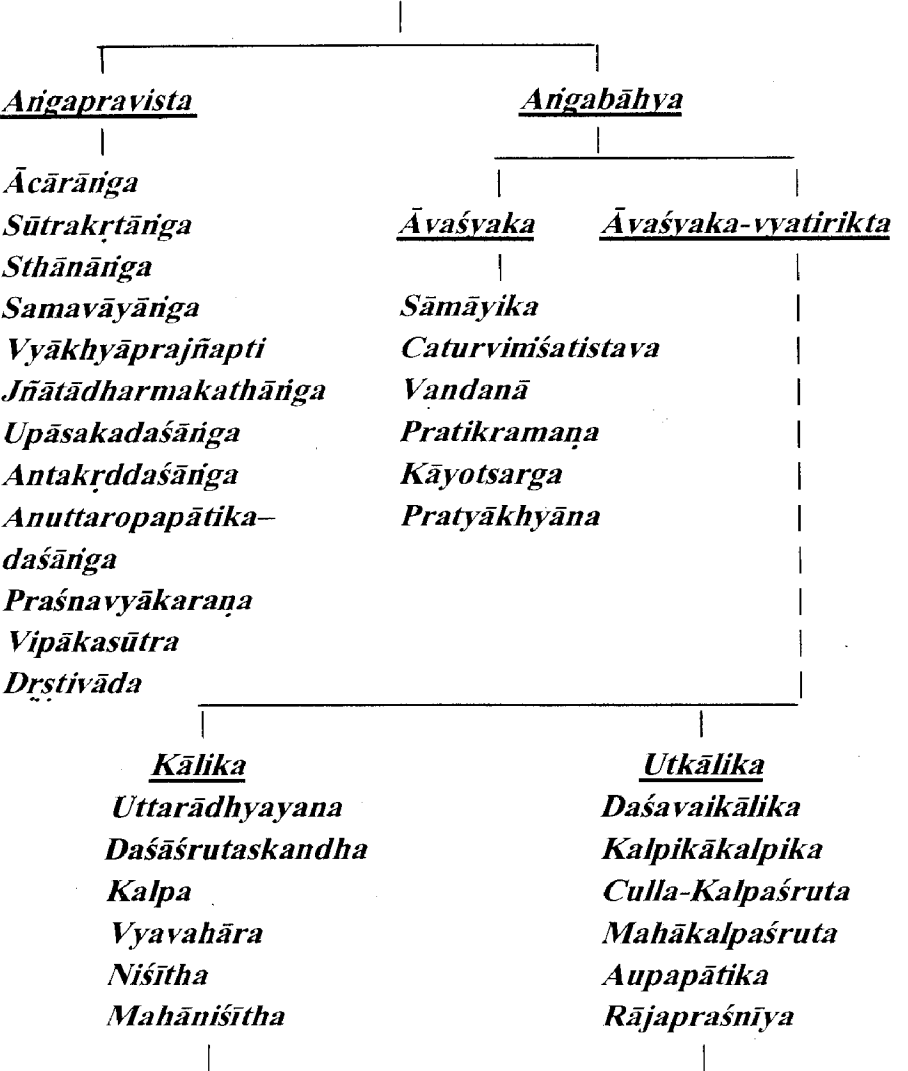 Aṅgapravista
Aṅgabāhya
Ācārāṅga
Sūtrakṛtāṅga
Sthānāṅga
Samavāyāṅga
Vyākhyāprajñapti
Jñātādharmakathāṅga
Upāsakadaśāṅga
Antakṛddaśāṅga
Anuttaropapātika–
daśāṅga
Praśnavyākaraṇa
Vipākasūtra
Dṛṣṭivāda
Āvaśyaka
Sāmāyika
Caturviṁśatistava
Vandanā
Pratikramaṇa
Kāyotsarga
Pratyākhyāna
Āvaśyaka-vyatirikta
Kālika
Uttarādhyayana
Daśāśrutaskandha
Kalpa
Vyavahāra
Niśītha
Mahāniśītha
Utkālika
Daśavaikālika
Kalpikākalpika
Culla-Kalpaśruta
Mahākalpaśruta
Aupapātika
Rājapraśnīya